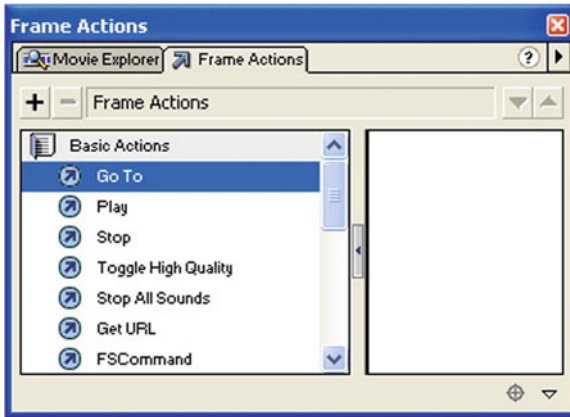 Frame Actions
Movie Explorer Frame Actions ?
+ - Frame Actions
Basic Actions
Go To
Play
Stop
Toggle High Quality
Stop All Sounds
Get URL
FSCommand